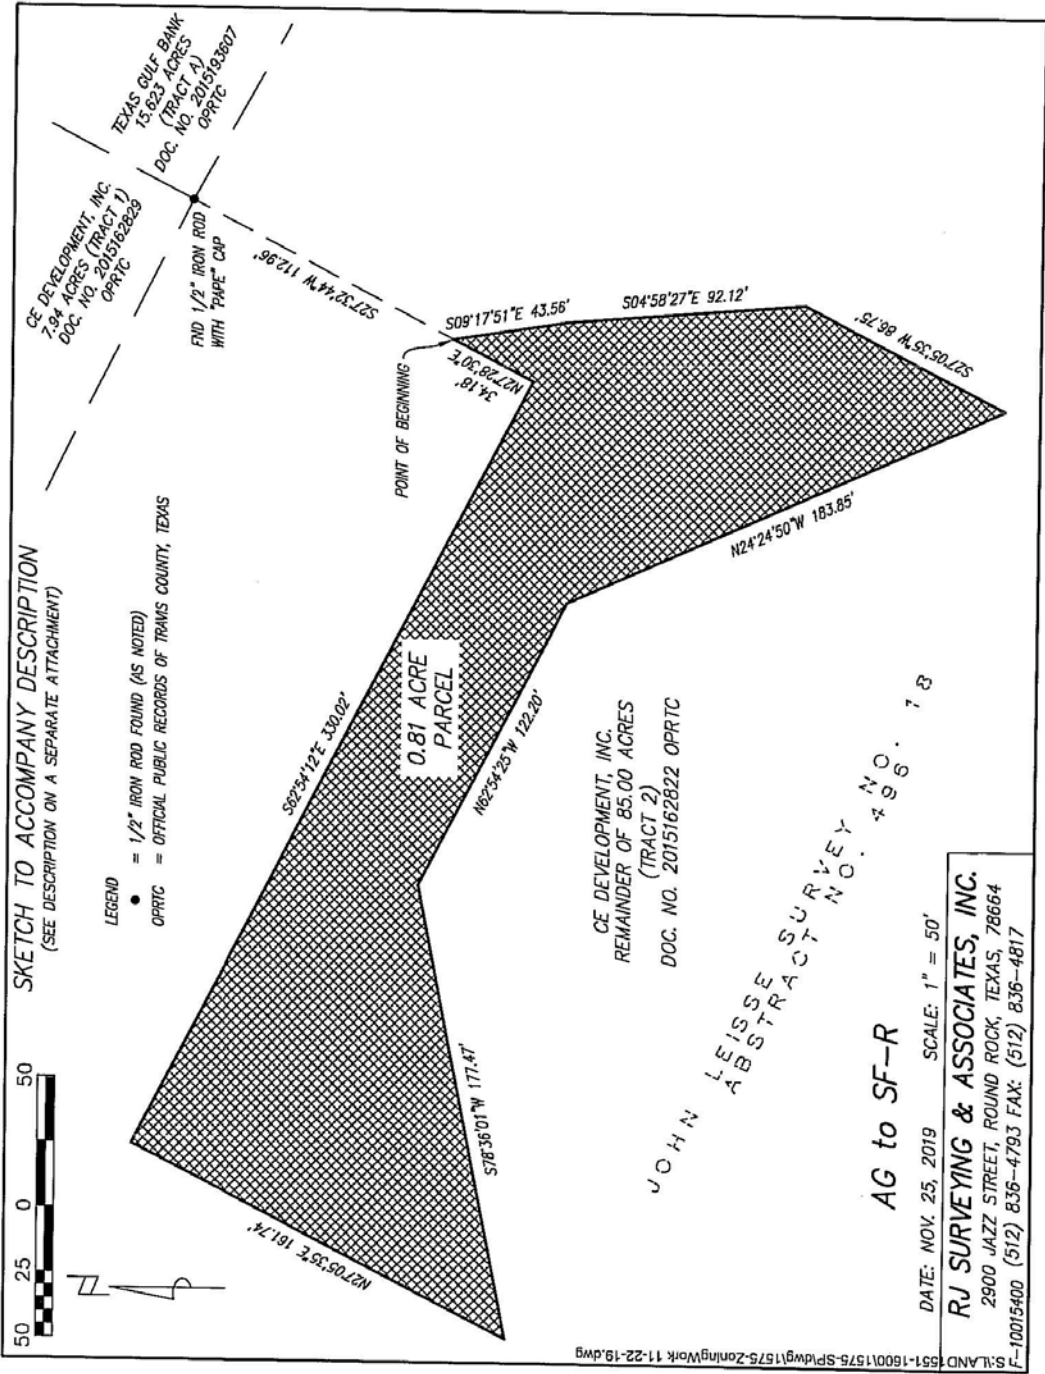 SKETCH TO ACCOMPANY DESCRIPTION
(SEE DESCRIPTION ON A SEPARATE ATTACHMENT)
50 25 0 50
N
LEGEND
● = 1/2" IRON ROD FOUND (AS NOTED)
OPRTC = OFFICIAL PUBLIC RECORDS OF TRAVIS COUNTY, TEXAS
CE DEVELOPMENT, INC.
7.94 ACRES (TRACT 1)
DOC. NO. 2015162829
OPRTC
TEXAS GULF BANK
15.623 ACRES
(TRACT A)
DOC. NO. 2015193607
OPRTC
FND 1/2" IRON ROD
WITH "PAPE" CAP
S27°32'44"W 112.96'
POINT OF BEGINNING
N27°28'30"E
34.18'
S09°17'51"E 43.56'
S04°58'27"E 92.12'
S27°05'35"W 86.75'
N24°24'50"W 183.85'
S62°54'12"E 330.02'
0.81 ACRE
PARCEL
N62°54'25"W 122.20'
S78°36'01"W 177.47'
N27°05'35"E 161.74'
CE DEVELOPMENT, INC.
REMAINDER OF 85.00 ACRES
(TRACT 2)
DOC. NO. 2015162822 OPRTC
JOHN LEISSE SURVEY NO. 18
ABSTRACT NO. 496
AG to SF-R
DATE: NOV. 25, 2019 SCALE: 1" = 50'
RJ SURVEYING & ASSOCIATES, INC.
2900 JAZZ STREET, ROUND ROCK, TEXAS, 78664
F-10015400 (512) 836-4793 FAX: (512) 836-4817
S:\LAND1551-1600\1575-SP\dwg\1575-ZoningWork 11-22-19.dwg